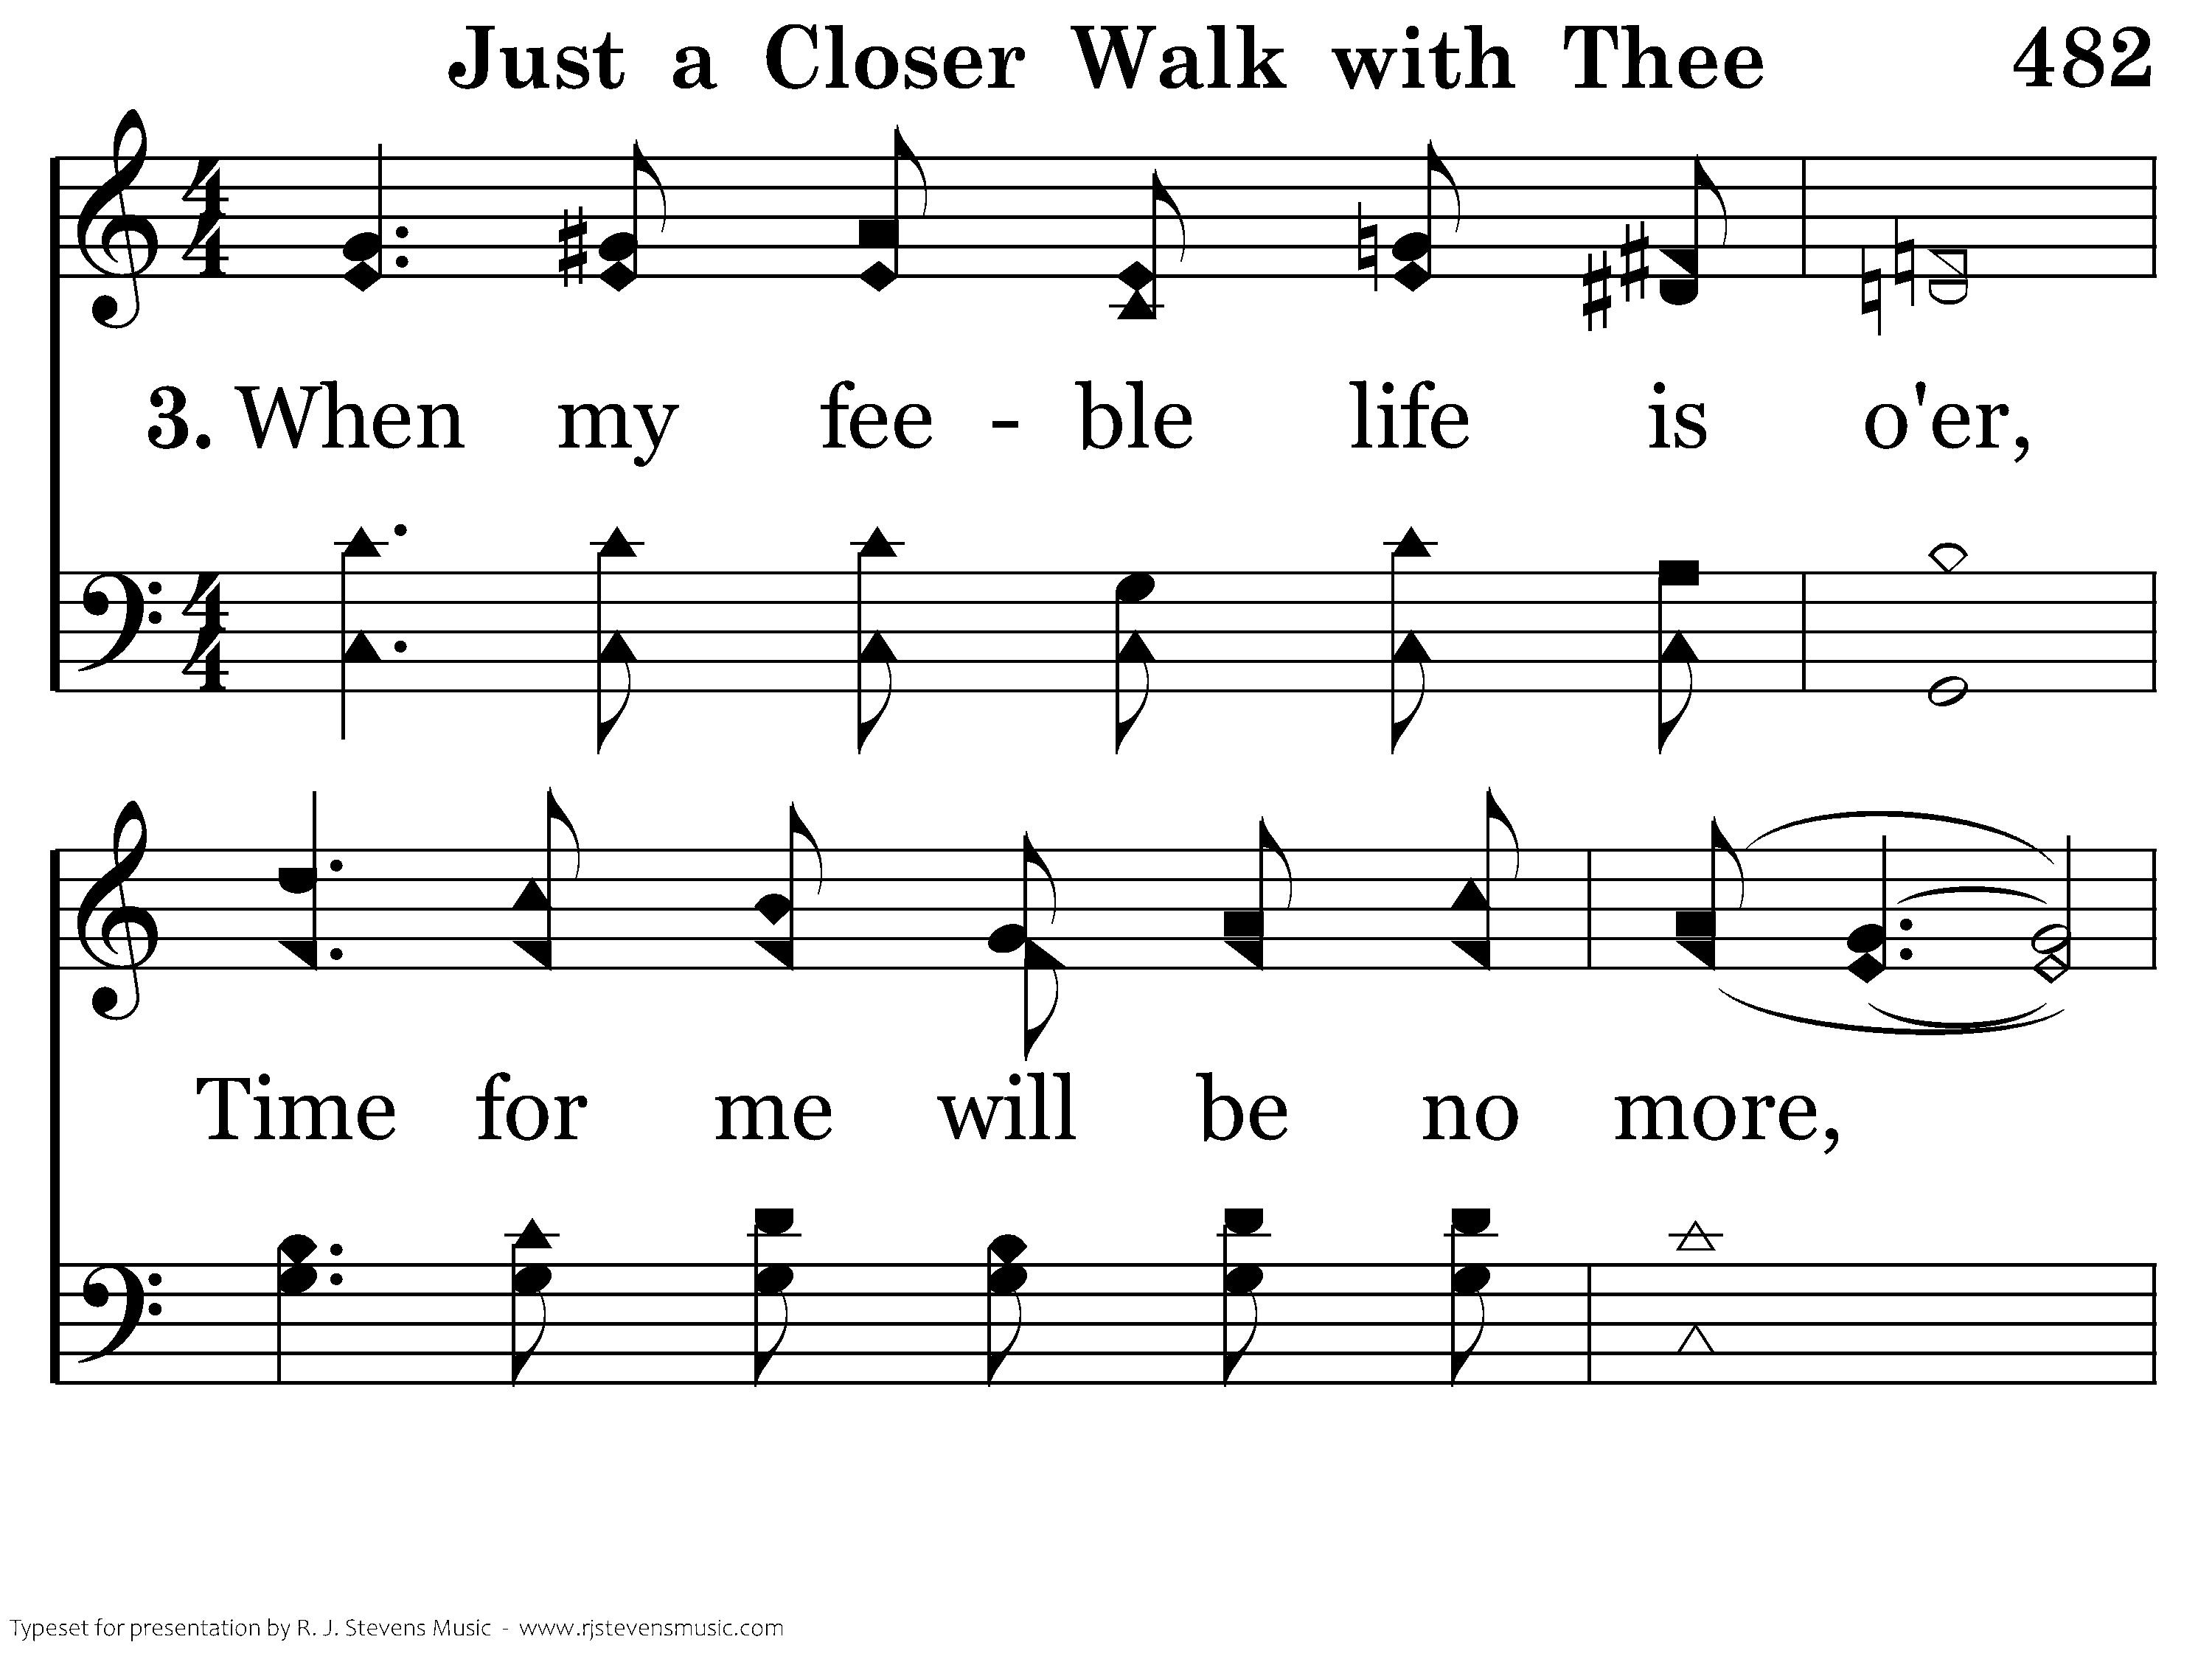 Just a Closer Walk with Thee 482
3. When my fee - ble life is o'er,
Time for me will be no more,
Typeset for presentation by R. J. Stevens Music - www.rjstevensmusic.com